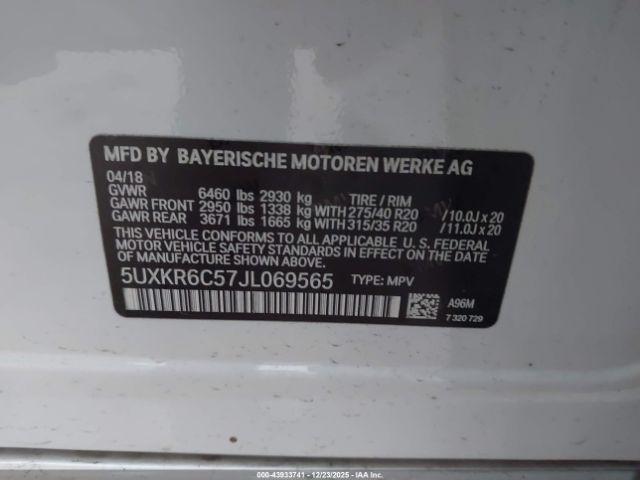 MFD BY BAYERISCHE MOTOREN WERKE AG
04/18
GVWR 6460 lbs 2930 kg TIRE / RIM
GAWR FRONT 2950 lbs 1338 kg WITH 275/40 R20 /10.0J x 20
GAWR REAR 3671 lbs 1665 kg WITH 315/35 R20 /11.0J x 20
THIS VEHICLE CONFORMS TO ALL APPLICABLE U.S. FEDERAL
MOTOR VEHICLE SAFETY STANDARDS IN EFFECT ON THE DATE
OF MANUFACTURE SHOWN ABOVE.
5UXKR6C57JL069565 TYPE: MPV
A96M
7 320 729
000-43933741 - 12/23/2025 - IAA Inc.